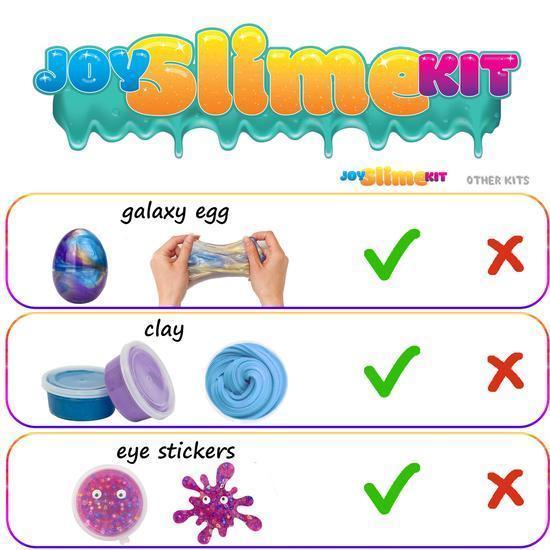 JOY Slime KIT
JOY Slime KIT OTHER KITS
galaxy egg
clay
eye stickers